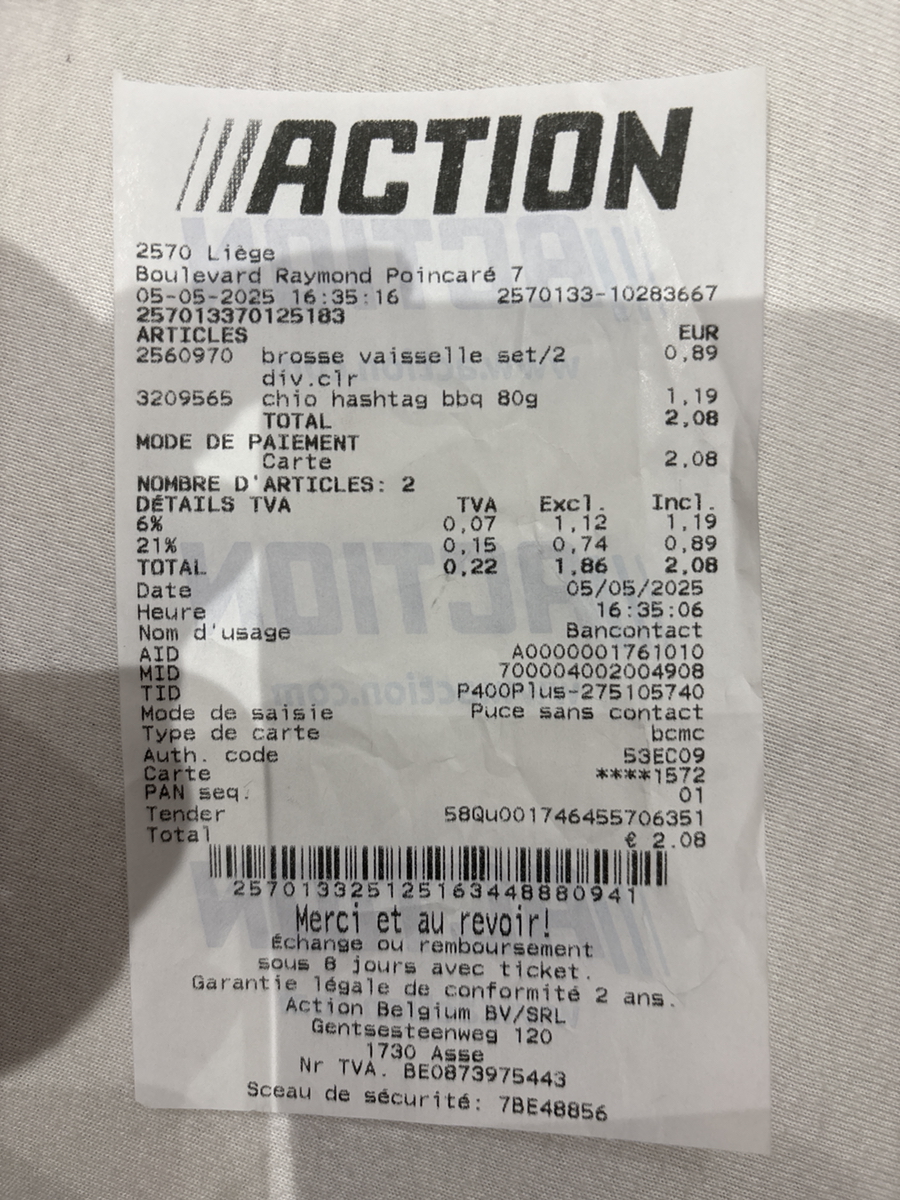 ACTION
2570 Liège
Boulevard Raymond Poincaré 7
05-05-2025 16:35:16 2570133-10283667
257013370125183
ARTICLES EUR
2560970 brosse vaisselle set/2 0,89
div.clr
3209565 chio hashtag bbq 80g 1,19
TOTAL 2,08
MODE DE PAIEMENT
Carte 2,08
NOMBRE D'ARTICLES: 2
DÉTAILS TVA TVA Excl. Incl.
6% 0,07 1,12 1,19
21% 0,15 0,74 0,89
TOTAL 0,22 1,86 2,08
Date 05/05/2025
Heure 16:35:06
Nom d'usage Bancontact
AID A0000001761010
MID 700004002004908
TID P400Plus-275105740
Mode de saisie Puce sans contact
Type de carte bcmc
Auth. code 53EC09
Carte ****1572
PAN seq. 01
Tender 58Qu001746455706351
Total € 2.08
257013325125163448880941
Merci et au revoir!
Échange ou remboursement
sous 8 jours avec ticket.
Garantie légale de conformité 2 ans.
Action Belgium BV/SRL
Gentsesteenweg 120
1730 Asse
Nr TVA. BE0873975443
Sceau de sécurité: 7BE48856